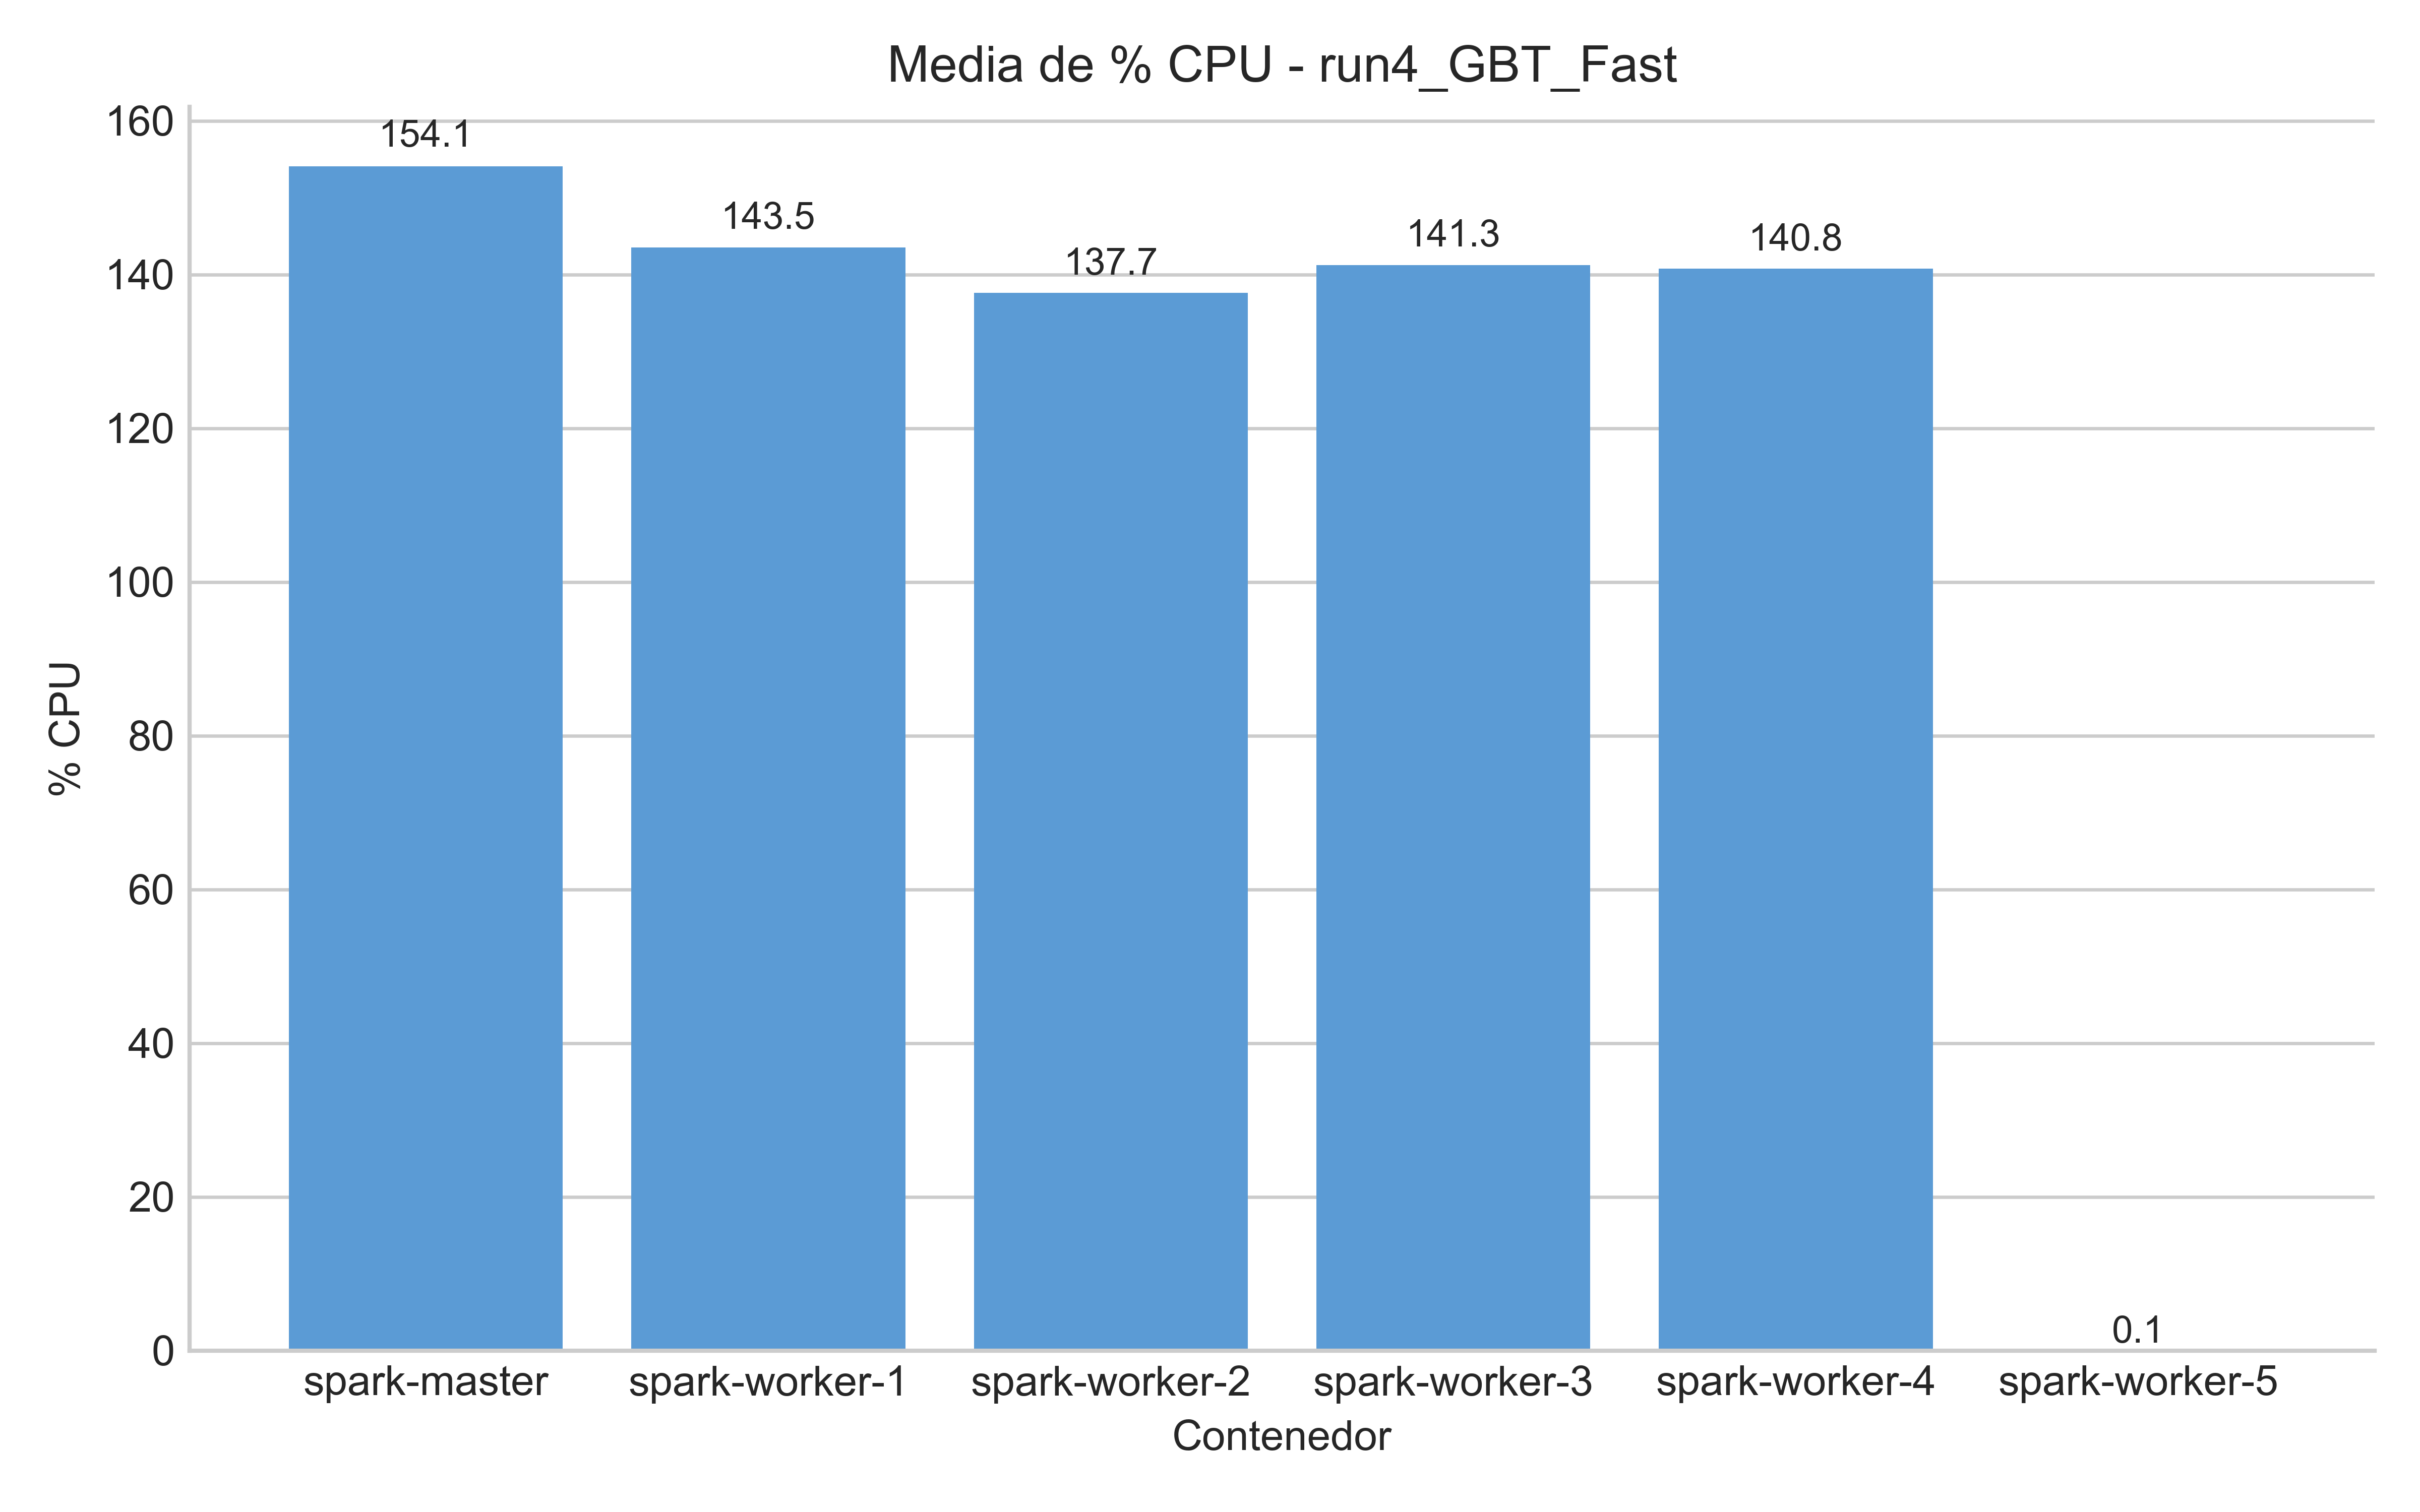 Media de % CPU - run4_GBT_Fast
160
140
120
100
80
60
40
20
0
% CPU
154.1
143.5
137.7
141.3
140.8
0.1
spark-master
spark-worker-1
spark-worker-2
spark-worker-3
spark-worker-4
spark-worker-5
Contenedor